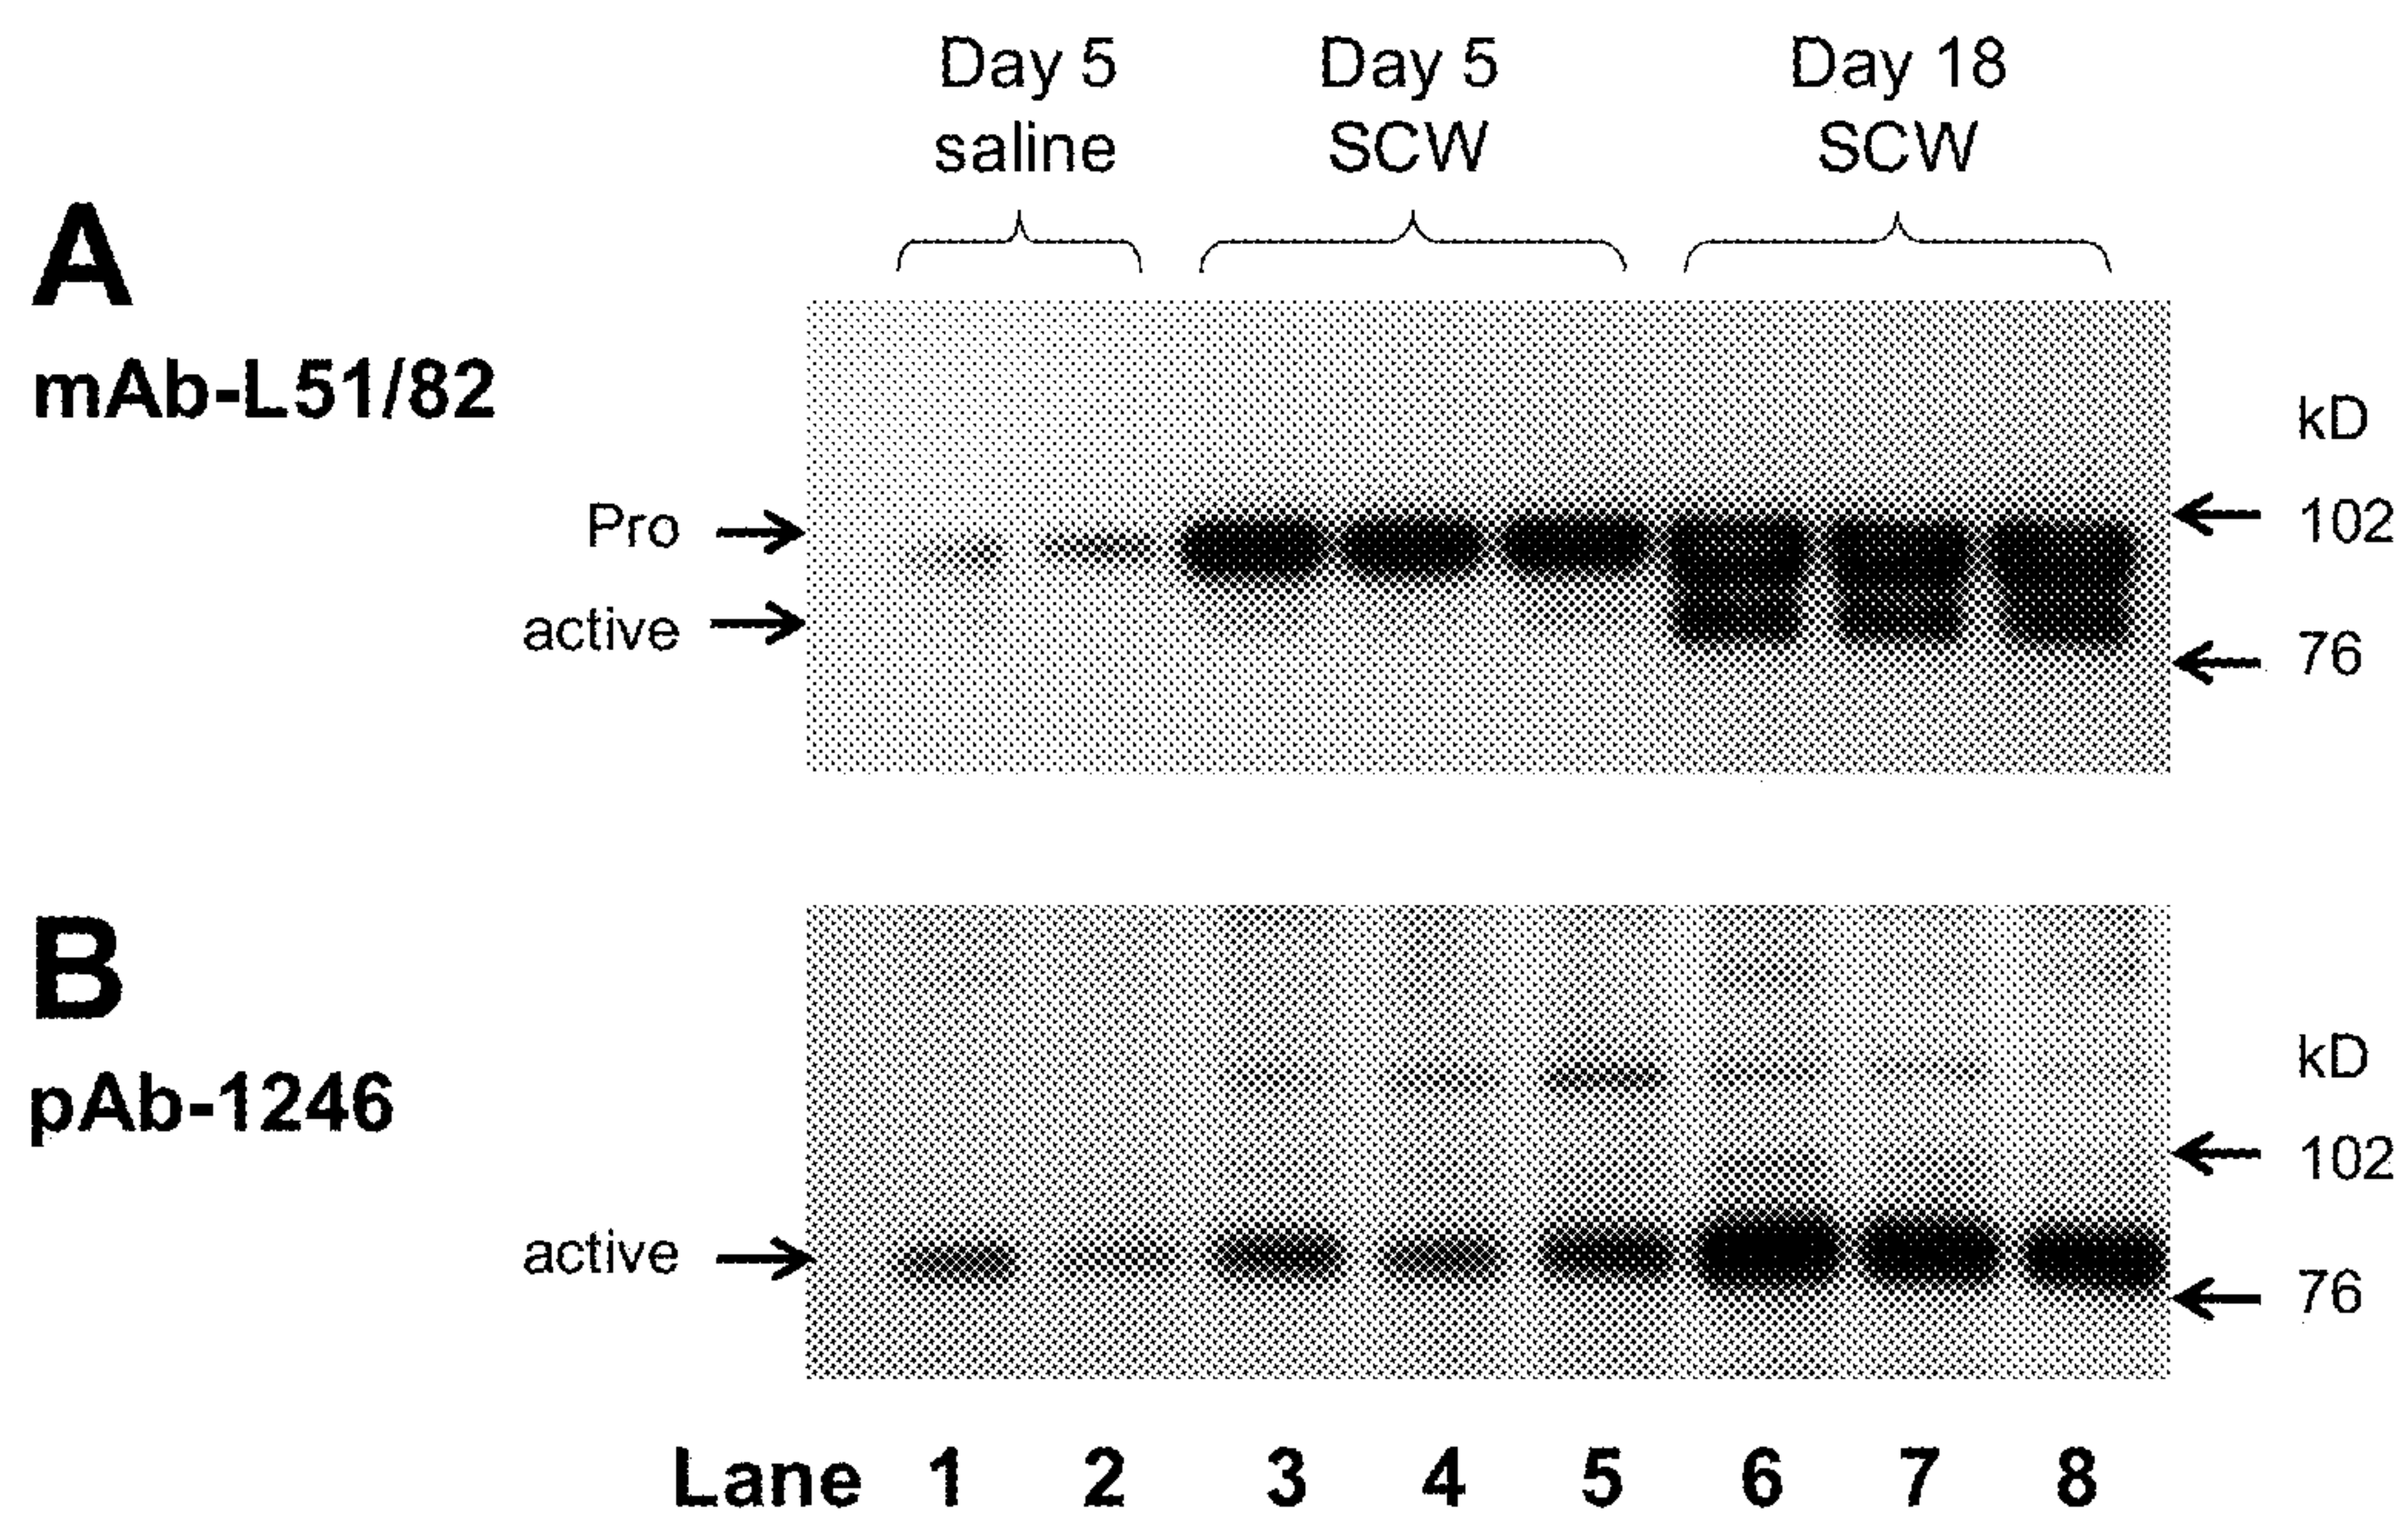 Day 5 Day 5 Day 18
saline SCW SCW
A
mAb-L51/82
kD
Pro
102
active
76
B
kD
pAb-1246
102
active
76
Lane 1 2 3 4 5 6 7 8